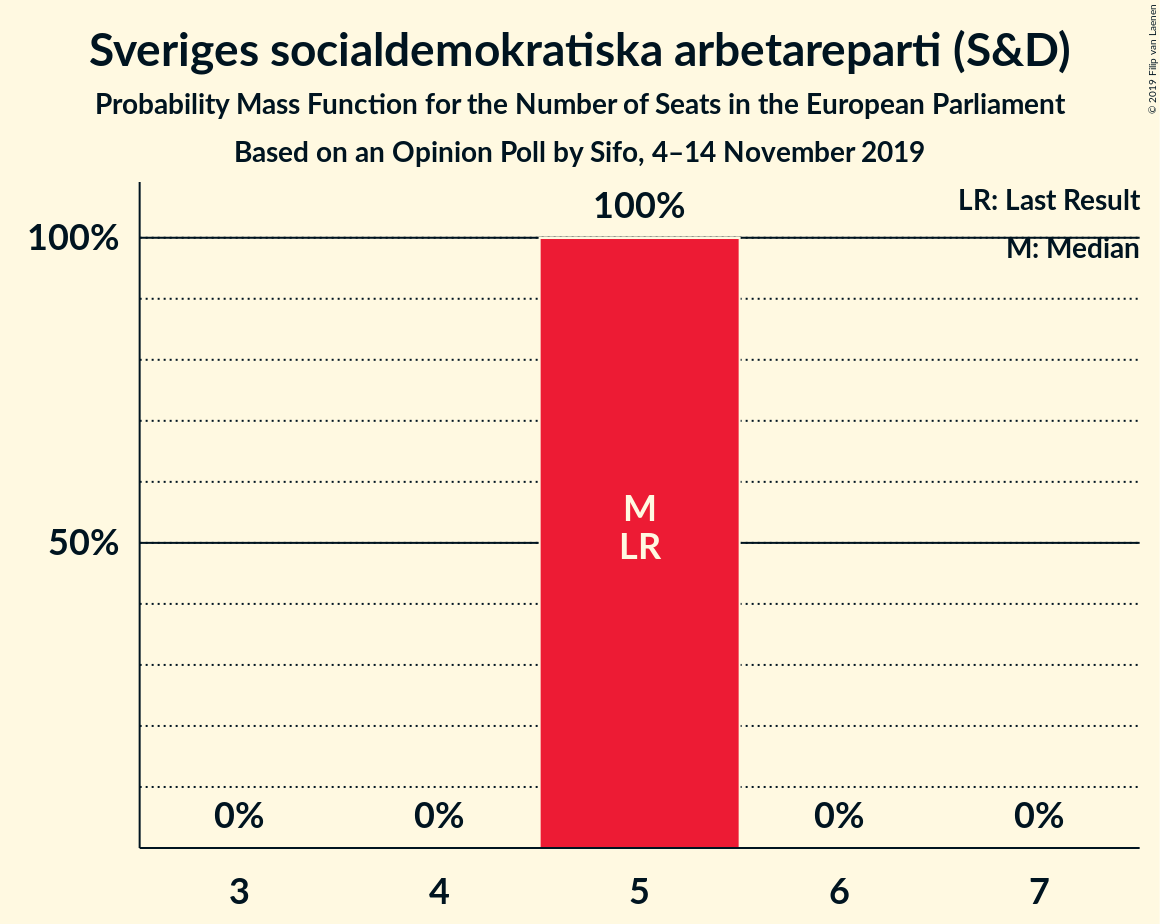 Sveriges socialdemokratiska arbetareparti (S&D)
Probability Mass Function for the Number of Seats in the European Parliament
Based on an Opinion Poll by Sifo, 4–14 November 2019
© 2019 Filip van Laenen
LR: Last Result
M: Median
100%
100%
50%
M
LR
0%
0%
0%
0%
3
4
5
6
7